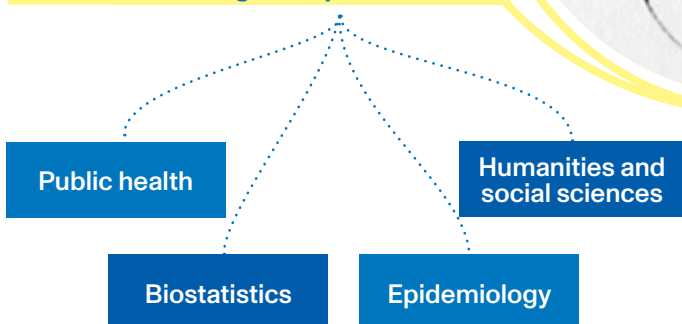 Public health
Humanities and
social sciences
Biostatistics
Epidemiology